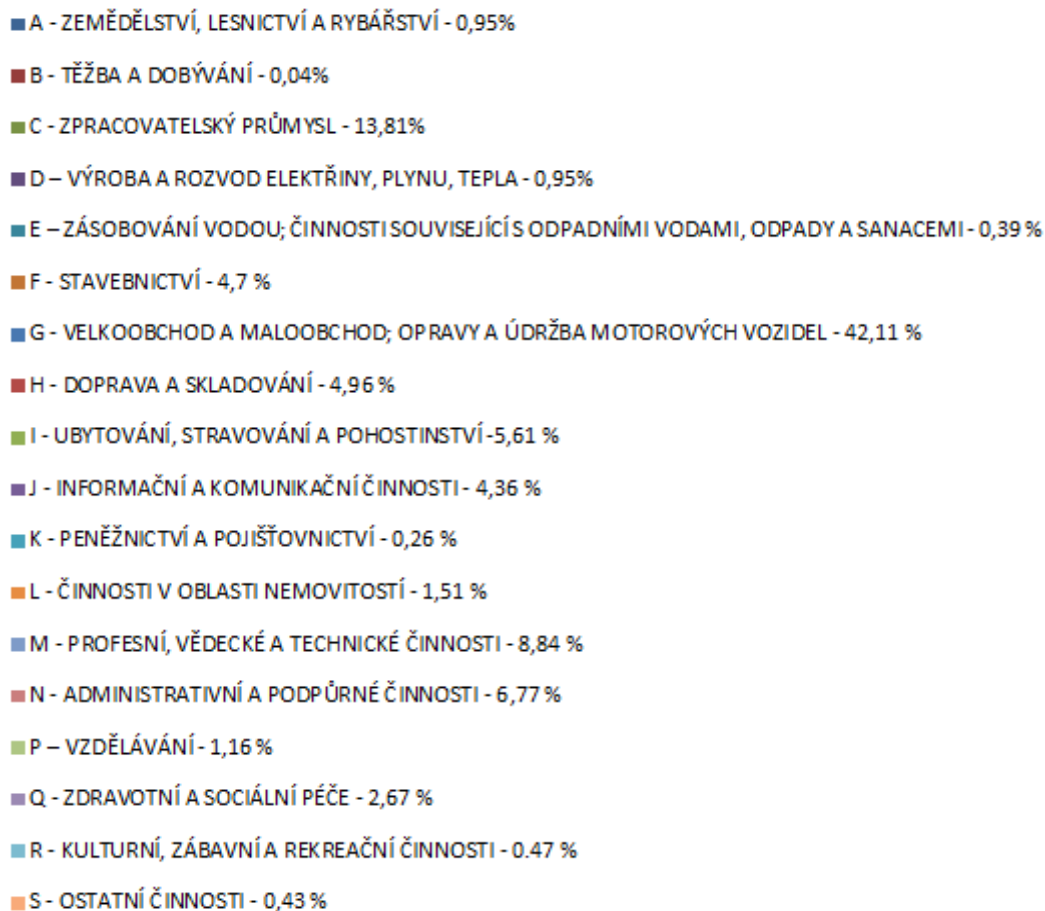 A - ZEMĚDĚLSTVÍ, LESNICTVÍ A RYBÁŘSTVÍ - 0,95%
B - TĚŽBA A DOBÝVÁNÍ - 0,04%
C - ZPRACOVATELSKÝ PRŮMYSL - 13,81%
D – VÝROBA A ROZVOD ELEKTŘINY, PLYNU, TEPLA - 0,95%
E – ZÁSOBOVÁNÍ VODOU; ČINNOSTI SOUVISEJÍCÍ S ODPADNÍMI VODAMI, ODPADY A SANACEMI - 0,39 %
F - STAVEBNICTVÍ - 4,7 %
G - VELKOOBCHOD A MALOOBCHOD; OPRAVY A ÚDRŽBA MOTOROVÝCH VOZIDEL - 42,11 %
H - DOPRAVA A SKLADOVÁNÍ - 4,96 %
I - UBYTOVÁNÍ, STRAVOVÁNÍ A POHOSTINSTVÍ -5,61 %
J - INFORMAČNÍ A KOMUNIKAČNÍ ČINNOSTI - 4,36 %
K - PENĚŽNICTVÍ A POJIŠŤOVNICTVÍ - 0,26 %
L - ČINNOSTI V OBLASTI NEMOVITOSTÍ - 1,51 %
M - PROFESNÍ, VĚDECKÉ A TECHNICKÉ ČINNOSTI - 8,84 %
N - ADMINISTRATIVNÍ A PODPŮRNÉ ČINNOSTI - 6,77 %
P – VZDĚLÁVÁNÍ - 1,16 %
Q - ZDRAVOTNÍ A SOCIÁLNÍ PÉČE - 2,67 %
R - KULTURNÍ, ZÁBAVNÍ A REKREAČNÍ ČINNOSTI - 0.47 %
S - OSTATNÍ ČINNOSTI - 0,43 %